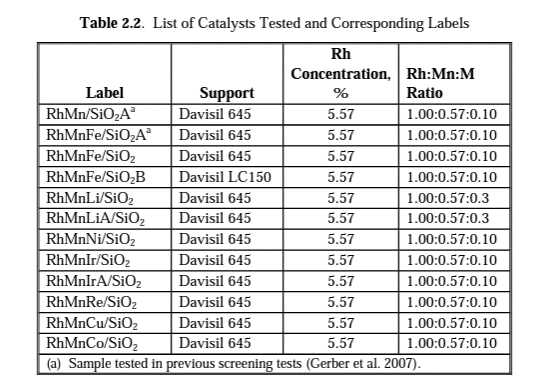 Table 2.2. List of Catalysts Tested and Corresponding Labels
Label Support Rh Concentration, % Rh:Mn:M Ratio
RhMn/SiO₂Aᵃ Davisil 645 5.57 1.00:0.57:0.10
RhMnFe/SiO₂Aᵃ Davisil 645 5.57 1.00:0.57:0.10
RhMnFe/SiO₂ Davisil 645 5.57 1.00:0.57:0.10
RhMnFe/SiO₂B Davisil LC150 5.57 1.00:0.57:0.10
RhMnLi/SiO₂ Davisil 645 5.57 1.00:0.57:0.3
RhMnLiA/SiO₂ Davisil 645 5.57 1.00:0.57:0.3
RhMnNi/SiO₂ Davisil 645 5.57 1.00:0.57:0.10
RhMnIr/SiO₂ Davisil 645 5.57 1.00:0.57:0.10
RhMnIrA/SiO₂ Davisil 645 5.57 1.00:0.57:0.10
RhMnRe/SiO₂ Davisil 645 5.57 1.00:0.57:0.10
RhMnCu/SiO₂ Davisil 645 5.57 1.00:0.57:0.10
RhMnCo/SiO₂ Davisil 645 5.57 1.00:0.57:0.10
(a) Sample tested in previous screening tests (Gerber et al. 2007).